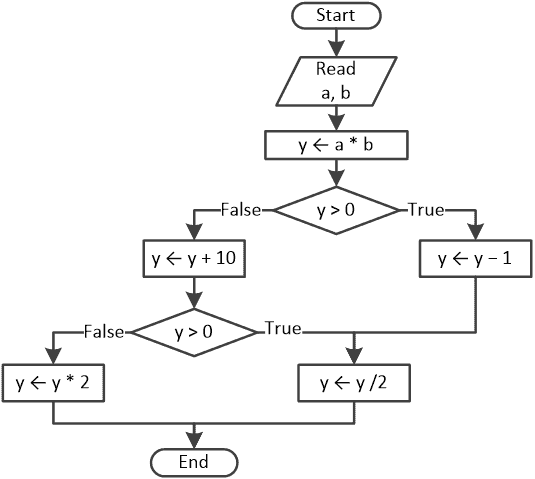 Start
Read
a, b
y ← a * b
False
y > 0
True
y ← y + 10
y ← y − 1
False
y > 0
True
y ← y * 2
y ← y /2
End